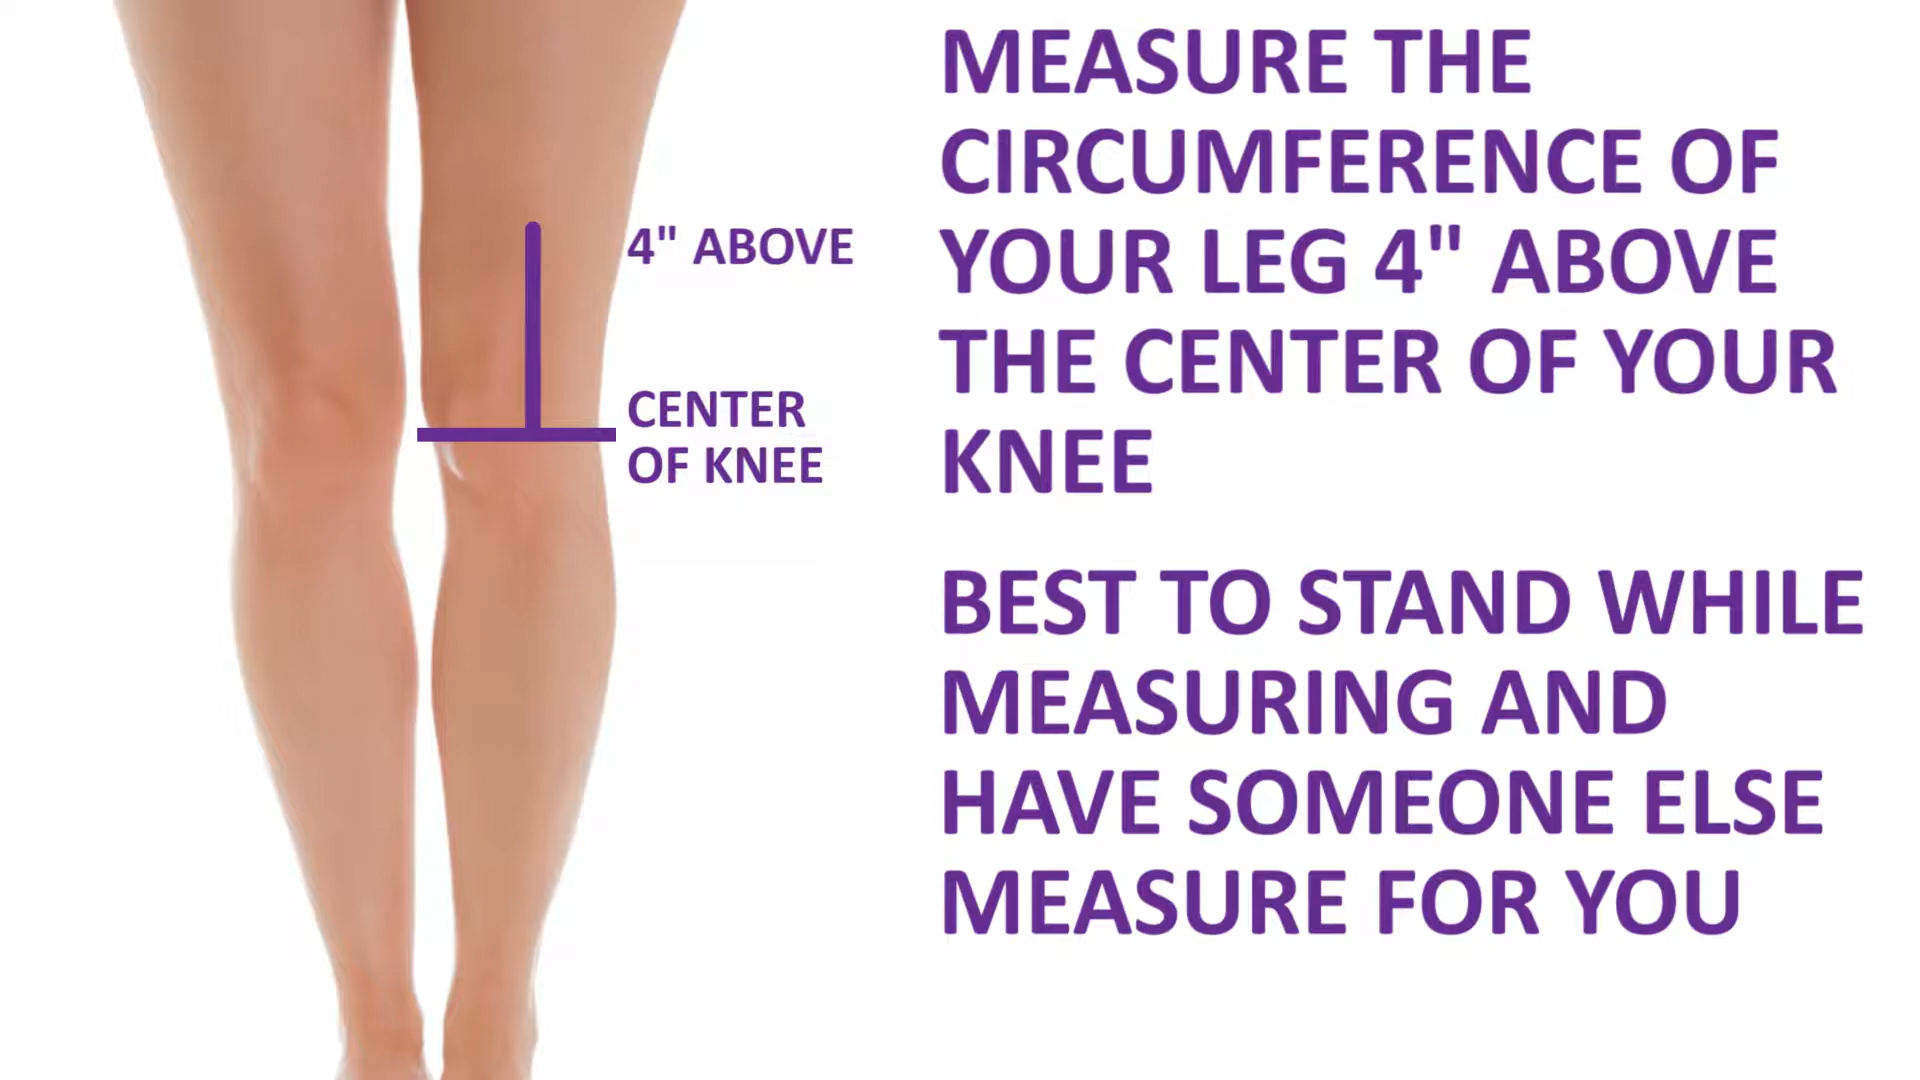 4" ABOVE
CENTER
OF KNEE
MEASURE THE
CIRCUMFERENCE OF
YOUR LEG 4" ABOVE
THE CENTER OF YOUR
KNEE
BEST TO STAND WHILE
MEASURING AND
HAVE SOMEONE ELSE
MEASURE FOR YOU